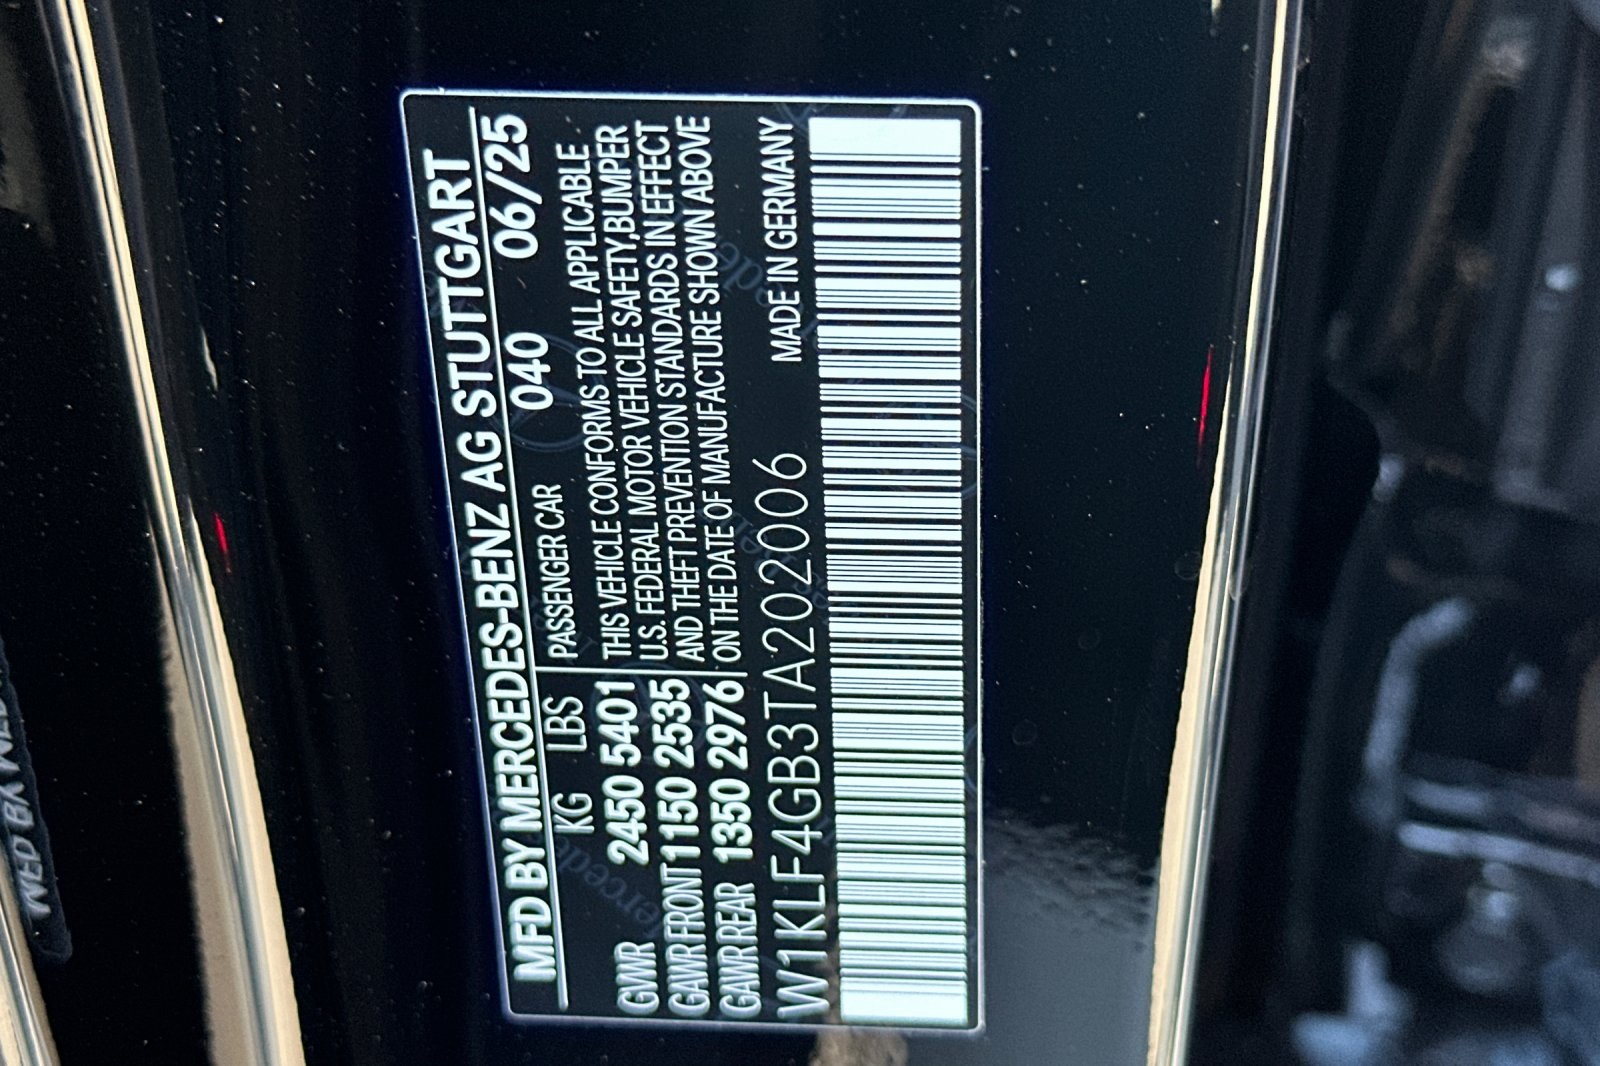 MFD BY MERCEDES-BENZ AG STUTTGART
KG LBS PASSENGER CAR 040 06/25
GVWR 2450 5401 THIS VEHICLE CONFORMS TO ALL APPLICABLE
GAWR FRONT 1150 2535 U.S. FEDERAL MOTOR VEHICLE SAFETY,BUMPER
GAWR REAR 1350 2976 AND THEFT PREVENTION STANDARDS IN EFFECT
ON THE DATE OF MANUFACTURE SHOWN ABOVE
W1KLF4GB3TA202006 MADE IN GERMANY